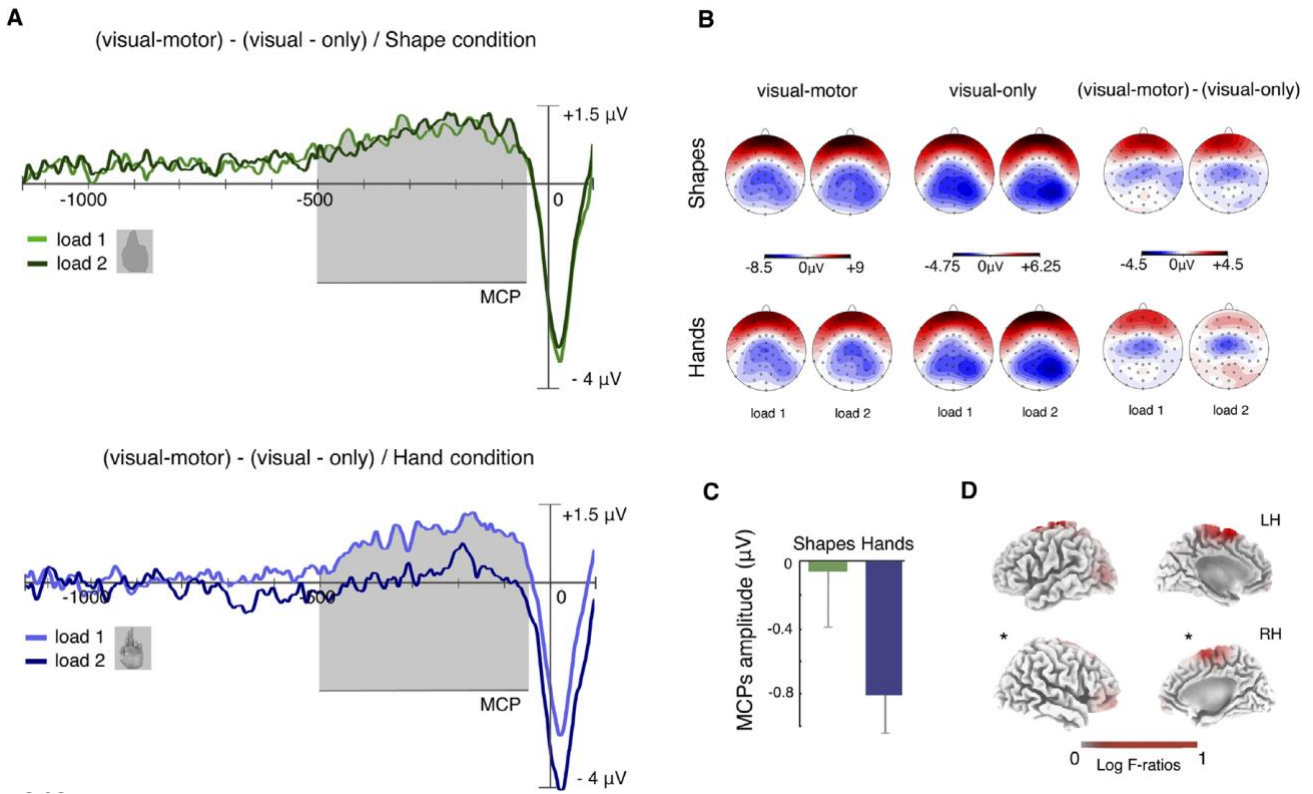 A
(visual-motor) - (visual - only) / Shape condition
+1.5 µV
-1000
-500
0
load 1
load 2
MCP
- 4 µV
(visual-motor) - (visual - only) / Hand condition
+1.5 µV
-1000
-500
0
load 1
load 2
MCP
- 4 µV
B
visual-motor
visual-only
(visual-motor) - (visual-only)
Shapes
-8.5 0µV +9
-4.75 0µV +6.25
-4.5 0µV +4.5
Hands
load 1
load 2
load 1
load 2
load 1
load 2
C
MCPs amplitude (µV)
Shapes Hands
0
-0.4
-0.8
D
LH
* *
RH
0 1
Log F-ratios